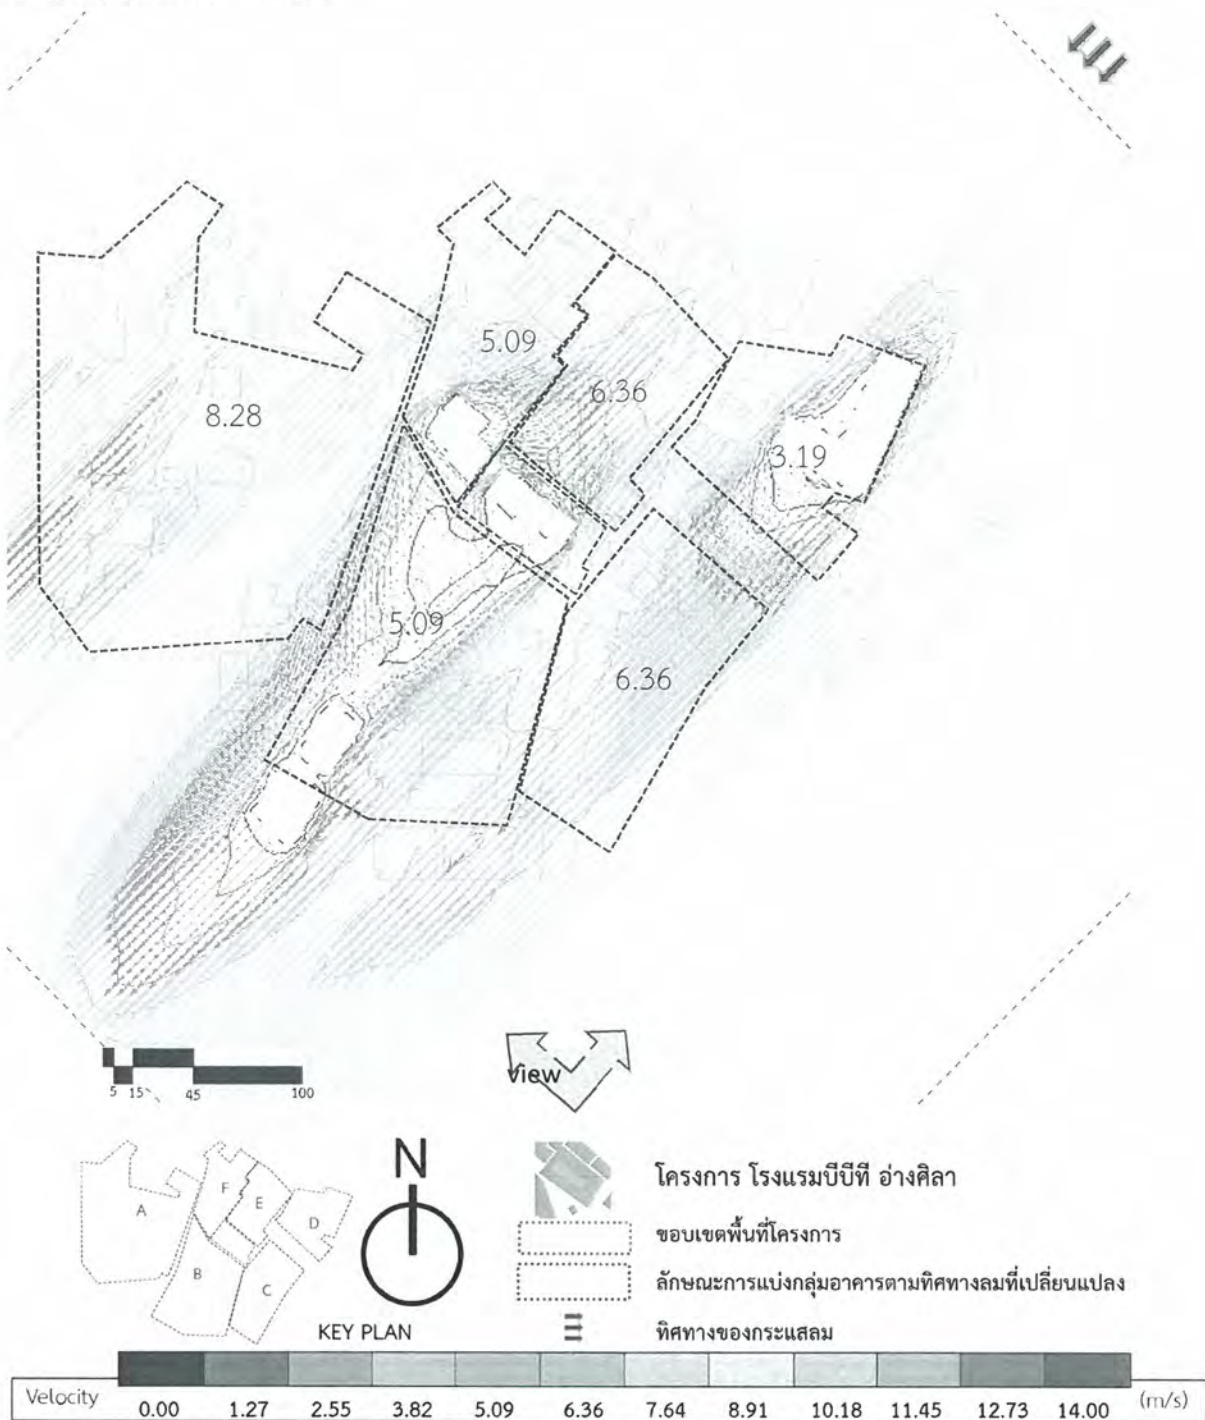 5.09
6.36
8.28
3.19
5.09
6.36
5 15 45 100
view
N
โครงการ โรงแรมบีบีที อ่างศิลา
F
E
A
D
ขอบเขตพื้นที่โครงการ
B
C
ลักษณะการแบ่งกลุ่มอาคารตามทิศทางลมที่เปลี่ยนแปลง
KEY PLAN
ทิศทางของกระแสลม
Velocity 0.00 1.27 2.55 3.82 5.09 6.36 7.64 8.91 10.18 11.45 12.73 14.00 (m/s)